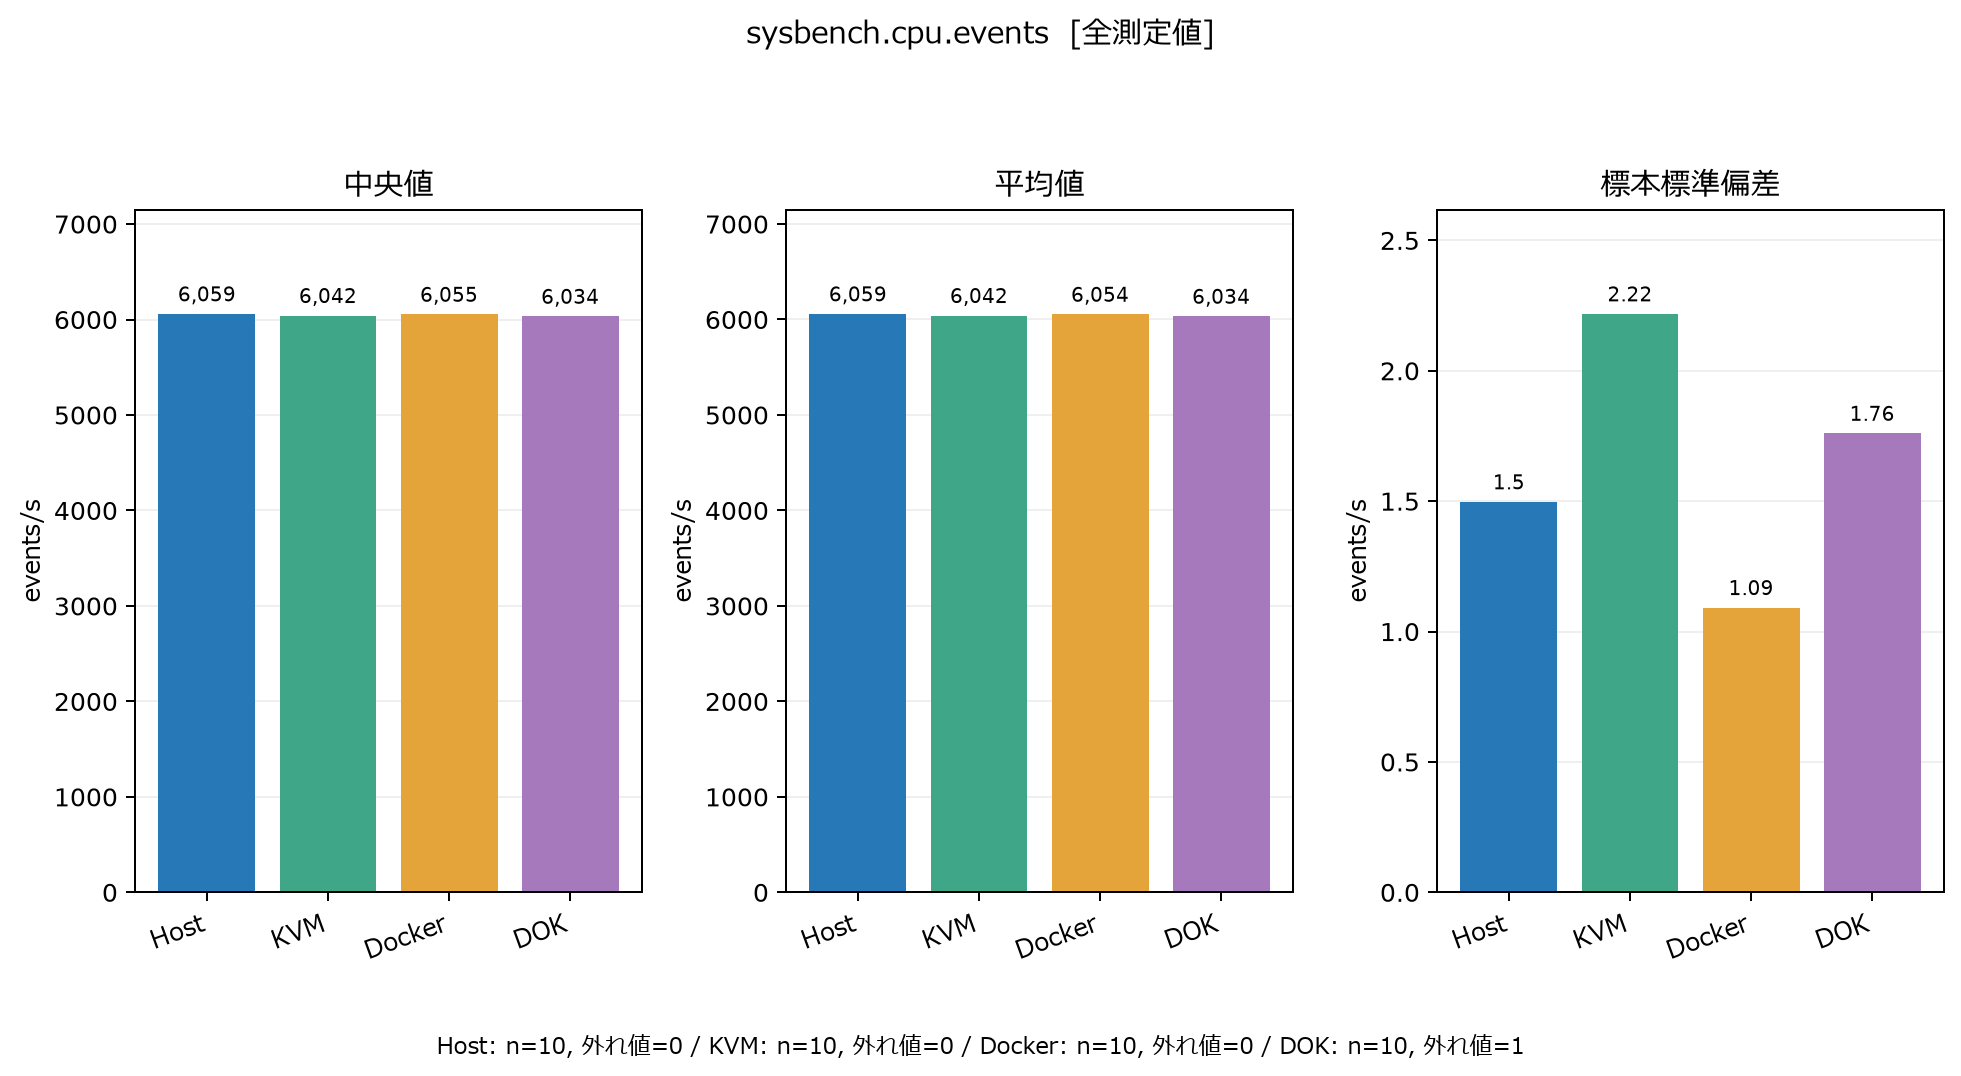 sysbench.cpu.events [全測定値]
中央値
events/s
7000
6000
5000
4000
3000
2000
1000
0
6,059
6,042
6,055
6,034
Host
KVM
Docker
DOK
平均値
events/s
7000
6000
5000
4000
3000
2000
1000
0
6,059
6,042
6,054
6,034
Host
KVM
Docker
DOK
標本標準偏差
events/s
2.5
2.0
1.5
1.0
0.5
0.0
1.5
2.22
1.09
1.76
Host
KVM
Docker
DOK
Host: n=10, 外れ値=0 / KVM: n=10, 外れ値=0 / Docker: n=10, 外れ値=0 / DOK: n=10, 外れ値=1